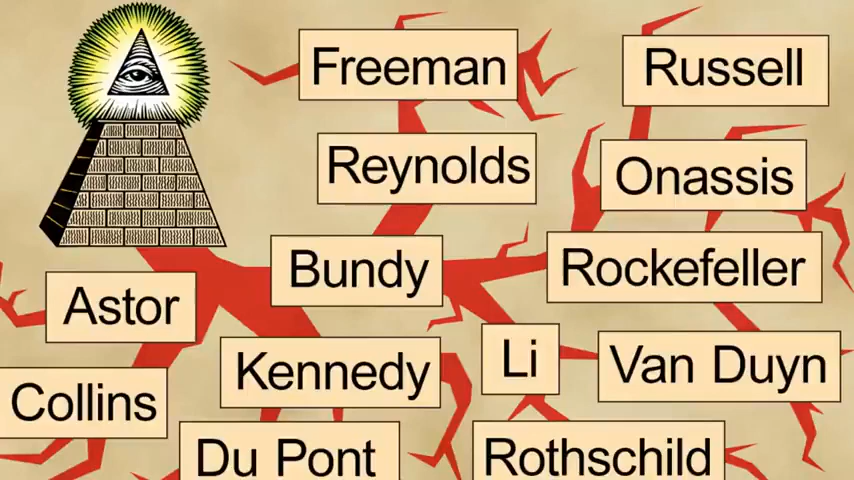 Freeman
Russell
Reynolds
Onassis
Bundy
Rockefeller
Astor
Kennedy
Li
Van Duyn
Collins
Du Pont
Rothschild